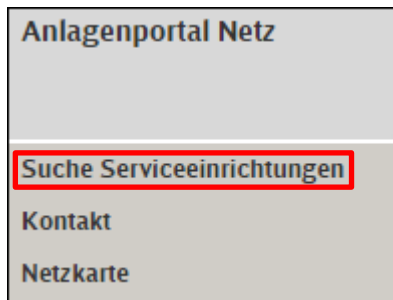 Anlagenportal Netz
Suche Serviceeinrichtungen
Kontakt
Netzkarte